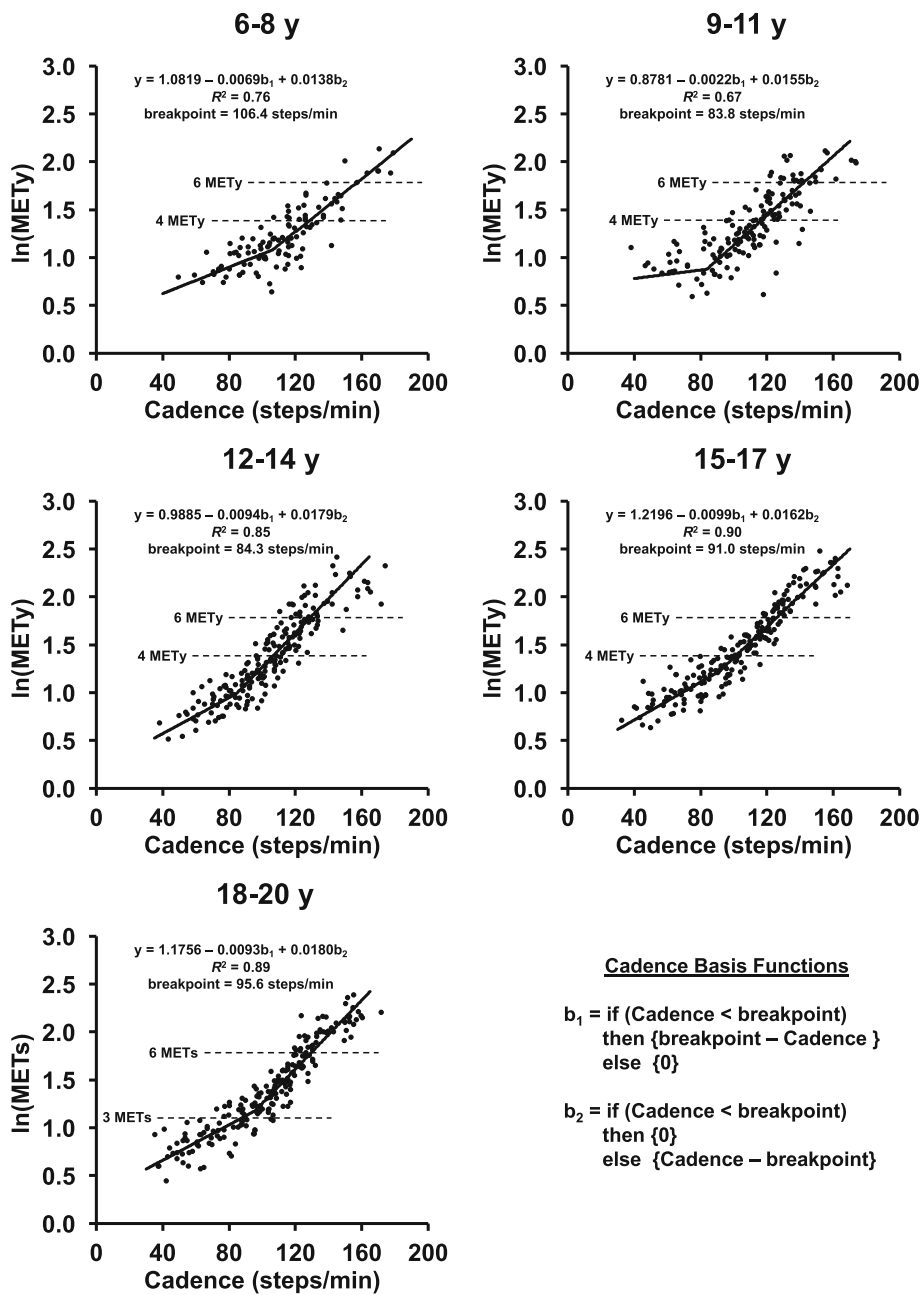 6-8 y
y = 1.0819 – 0.0069b₁ + 0.0138b₂
R² = 0.76
breakpoint = 106.4 steps/min
3.0
2.5
2.0
1.5
1.0
0.5
0.0
ln(METy)
6 METy
4 METy
0 40 80 120 160 200
Cadence (steps/min)
9-11 y
y = 0.8781 – 0.0022b₁ + 0.0155b₂
R² = 0.67
breakpoint = 83.8 steps/min
3.0
2.5
2.0
1.5
1.0
0.5
0.0
ln(METy)
6 METy
4 METy
0 40 80 120 160 200
Cadence (steps/min)
12-14 y
y = 0.9885 – 0.0094b₁ + 0.0179b₂
R² = 0.85
breakpoint = 84.3 steps/min
3.0
2.5
2.0
1.5
1.0
0.5
0.0
ln(METy)
6 METy
4 METy
0 40 80 120 160 200
Cadence (steps/min)
15-17 y
y = 1.2196 – 0.0099b₁ + 0.0162b₂
R² = 0.90
breakpoint = 91.0 steps/min
3.0
2.5
2.0
1.5
1.0
0.5
0.0
ln(METy)
6 METy
4 METy
0 40 80 120 160 200
Cadence (steps/min)
18-20 y
y = 1.1756 – 0.0093b₁ + 0.0180b₂
R² = 0.89
breakpoint = 95.6 steps/min
3.0
2.5
2.0
1.5
1.0
0.5
0.0
ln(METs)
6 METs
3 METs
0 40 80 120 160 200
Cadence (steps/min)
Cadence Basis Functions
b₁ = if (Cadence < breakpoint)
then {breakpoint – Cadence }
else {0}
b₂ = if (Cadence < breakpoint)
then {0}
else {Cadence – breakpoint}